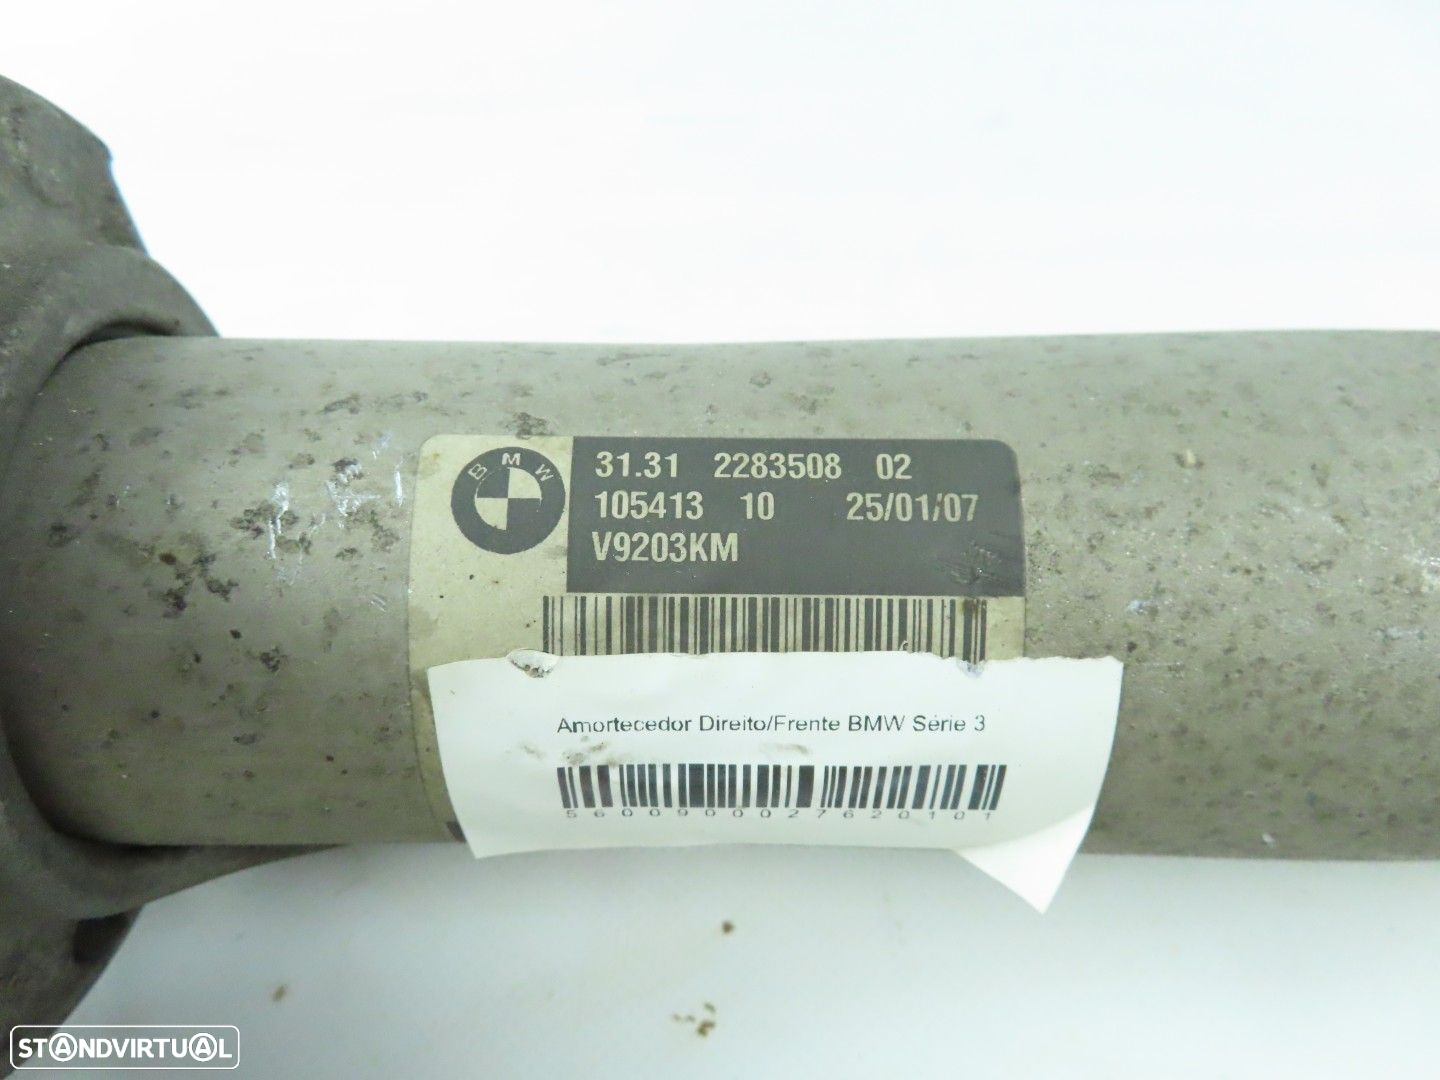 BMW
31.31 2283508 02
105413 10 25/01/07
V9203KM
Amortecedor Direito/Frente BMW Série 3
5600900027620101
STANDVIRTUAL